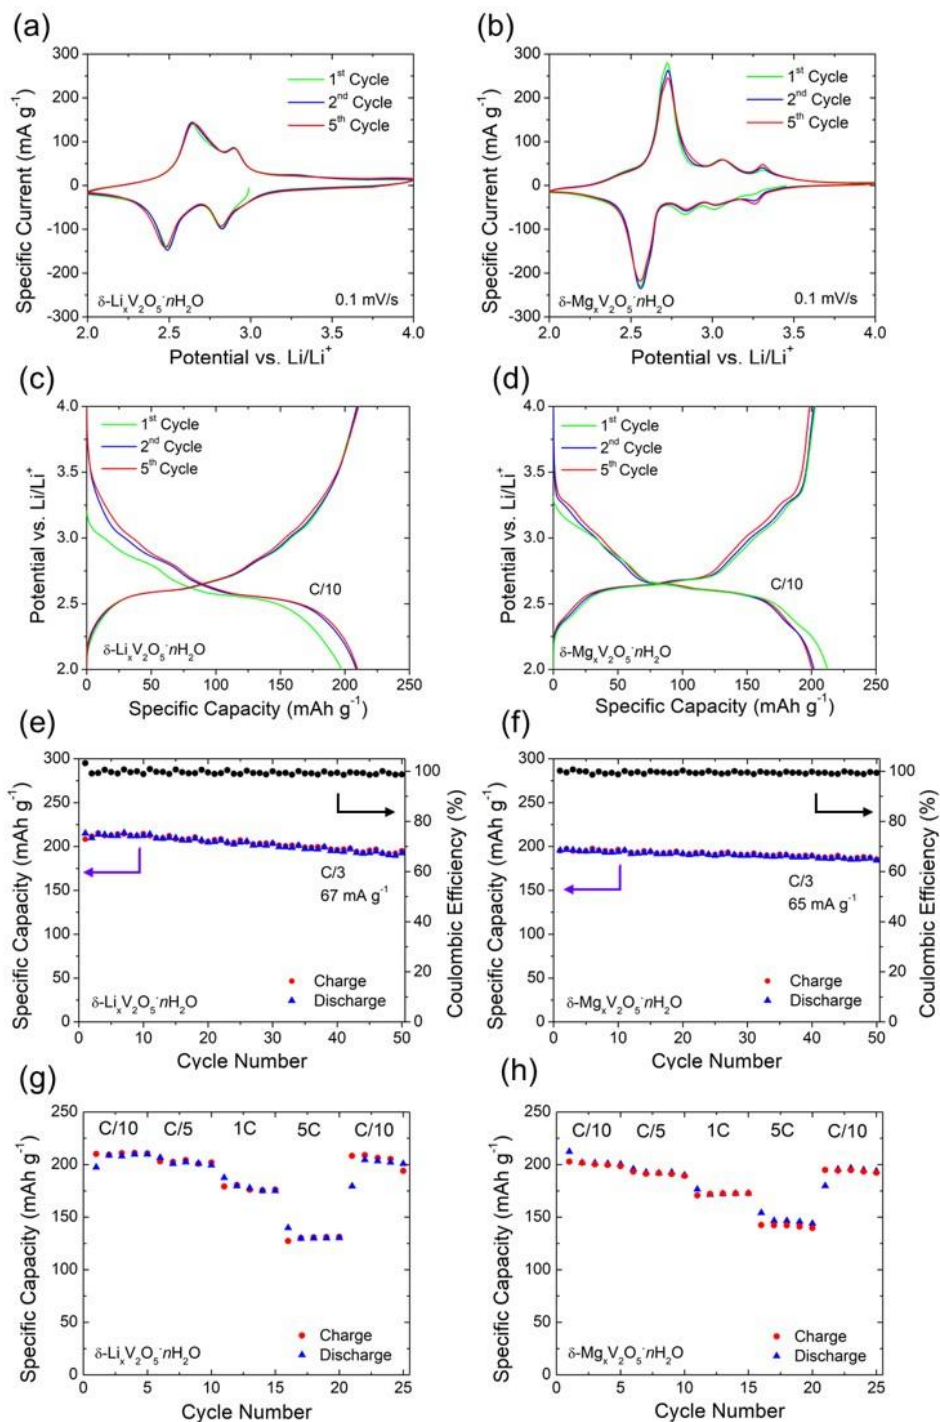 (a)
(b)
300
200
100
0
-100
-200
-300
Specific Current (mA g⁻¹)
1ˢᵗ Cycle
2ⁿᵈ Cycle
5ᵗʰ Cycle
δ-LiₓV₂O₅·nH₂O
0.1 mV/s
2.0 2.5 3.0 3.5 4.0
Potential vs. Li/Li⁺
300
200
100
0
-100
-200
-300
Specific Current (mA g⁻¹)
1ˢᵗ Cycle
2ⁿᵈ Cycle
5ᵗʰ Cycle
δ-MgₓV₂O₅·nH₂O
0.1 mV/s
2.0 2.5 3.0 3.5 4.0
Potential vs. Li/Li⁺
(c)
(d)
4.0
3.5
3.0
2.5
2.0
Potential vs. Li/Li⁺
1ˢᵗ Cycle
2ⁿᵈ Cycle
5ᵗʰ Cycle
C/10
δ-LiₓV₂O₅·nH₂O
0 50 100 150 200 250
Specific Capacity (mAh g⁻¹)
4.0
3.5
3.0
2.5
2.0
Potential vs. Li/Li⁺
1ˢᵗ Cycle
2ⁿᵈ Cycle
5ᵗʰ Cycle
C/10
δ-MgₓV₂O₅·nH₂O
0 50 100 150 200 250
Specific Capacity (mAh g⁻¹)
(e)
(f)
300
275
250
200
150
100
50
25
0
Specific Capacity (mAh g⁻¹)
C/3
67 mA g⁻¹
Charge
Discharge
δ-LiₓV₂O₅·nH₂O
100
80
60
40
20
0
Coulombic Efficiency (%)
0 10 20 30 40 50
Cycle Number
300
275
250
200
150
100
50
25
0
Specific Capacity (mAh g⁻¹)
C/3
65 mA g⁻¹
Charge
Discharge
δ-MgₓV₂O₅·nH₂O
100
80
60
40
20
0
Coulombic Efficiency (%)
0 10 20 30 40 50
Cycle Number
(g)
(h)
250
200
150
100
50
0
Specific Capacity (mAh g⁻¹)
C/10 C/5 1C 5C C/10
Charge
Discharge
δ-LiₓV₂O₅·nH₂O
0 5 10 15 20 25
Cycle Number
250
200
150
100
50
0
Specific Capacity (mAh g⁻¹)
C/10 C/5 1C 5C C/10
Charge
Discharge
δ-MgₓV₂O₅·nH₂O
0 5 10 15 20 25
Cycle Number